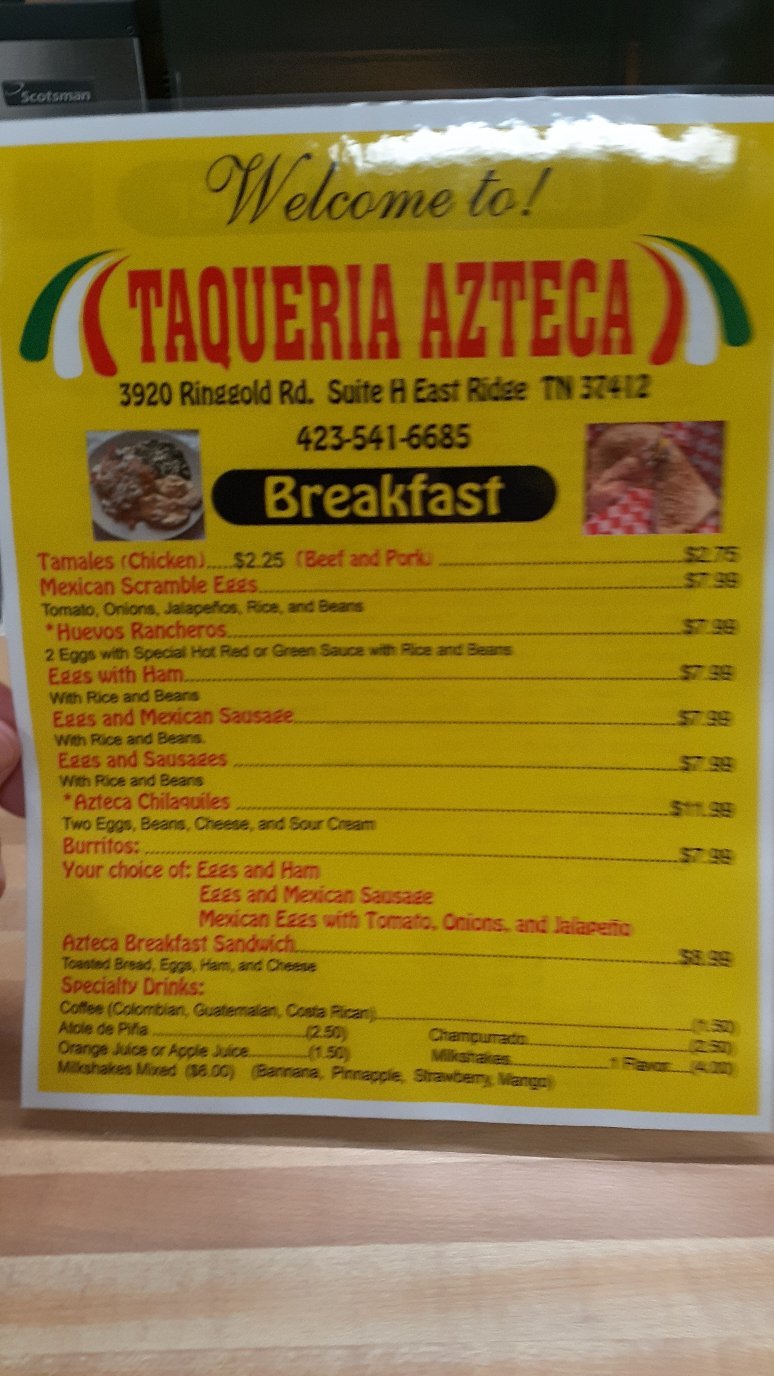 Scotsman
Welcome to!
TAQUERIA AZTECA
3920 Ringgold Rd. Suite H East Ridge TN 37412
423-541-6685
Breakfast
Tamales (Chicken).....$2.25 (Beef and Pork) ..........$2.75
Mexican Scramble Eggs..........$7.99
Tomato, Onions, Jalapeños, Rice, and Beans
*Huevos Rancheros..........$7.99
2 Eggs with Special Hot Red or Green Sauce with Rice and Beans
Eggs with Ham..........$7.99
With Rice and Beans
Eggs and Mexican Sausage..........$7.99
With Rice and Beans.
Eggs and Sausages ..........$7.99
With Rice and Beans
*Azteca Chilaquiles ..........$11.99
Two Eggs, Beans, Cheese, and Sour Cream
Burritos: ..........$7.99
Your choice of: Eggs and Ham
Eggs and Mexican Sausage
Mexican Eggs with Tomato, Onions, and Jalapeño
Azteca Breakfast Sandwich..........$8.99
Toasted Bread, Eggs, Ham, and Cheese
Specialty Drinks:
Coffee (Colombian, Guatemalan, Costa Rican)..........(1.50)
Atole de Piña ..........(2.50) Champurrado..........(2.50)
Orange Juice or Apple Juice..........(1.50) Milkshakes..........1 Flavor.....(4.00)
Milkshakes Mixed ($6.00) (Bannana, Pinnapple, Strawberry, Mango)